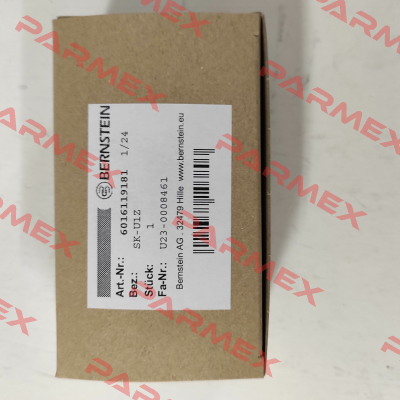 BERNSTEIN
Art.-Nr.: 6016119181 1/24
Bez.: SK-U1Z
Stück: 1
Fa-Nr.: U23-0008461
Bernstein AG . 32479 Hille www.bernstein.eu
PARMEX
PARMEX
PARMEX
PARMEX
PARMEX
PARMEX